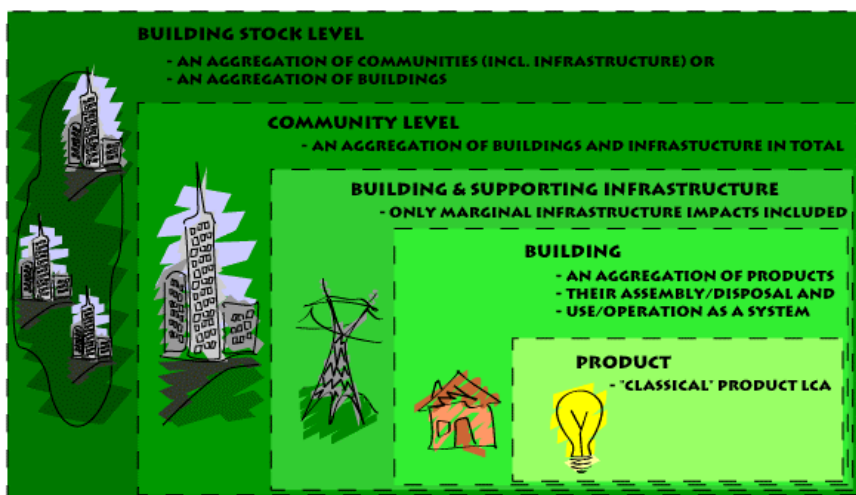 BUILDING STOCK LEVEL
- AN AGGREGATION OF COMMUNITIES (INCL. INFRASTRUCTURE) OR
- AN AGGREGATION OF BUILDINGS
COMMUNITY LEVEL
- AN AGGREGATION OF BUILDINGS AND INFRASTUCTURE IN TOTAL
BUILDING & SUPPORTING INFRASTRUCTURE
- ONLY MARGINAL INFRASTRUCTURE IMPACTS INCLUDED
BUILDING
- AN AGGREGATION OF PRODUCTS
- THEIR ASSEMBLY/DISPOSAL AND
- USE/OPERATION AS A SYSTEM
PRODUCT
- "CLASSICAL" PRODUCT LCA